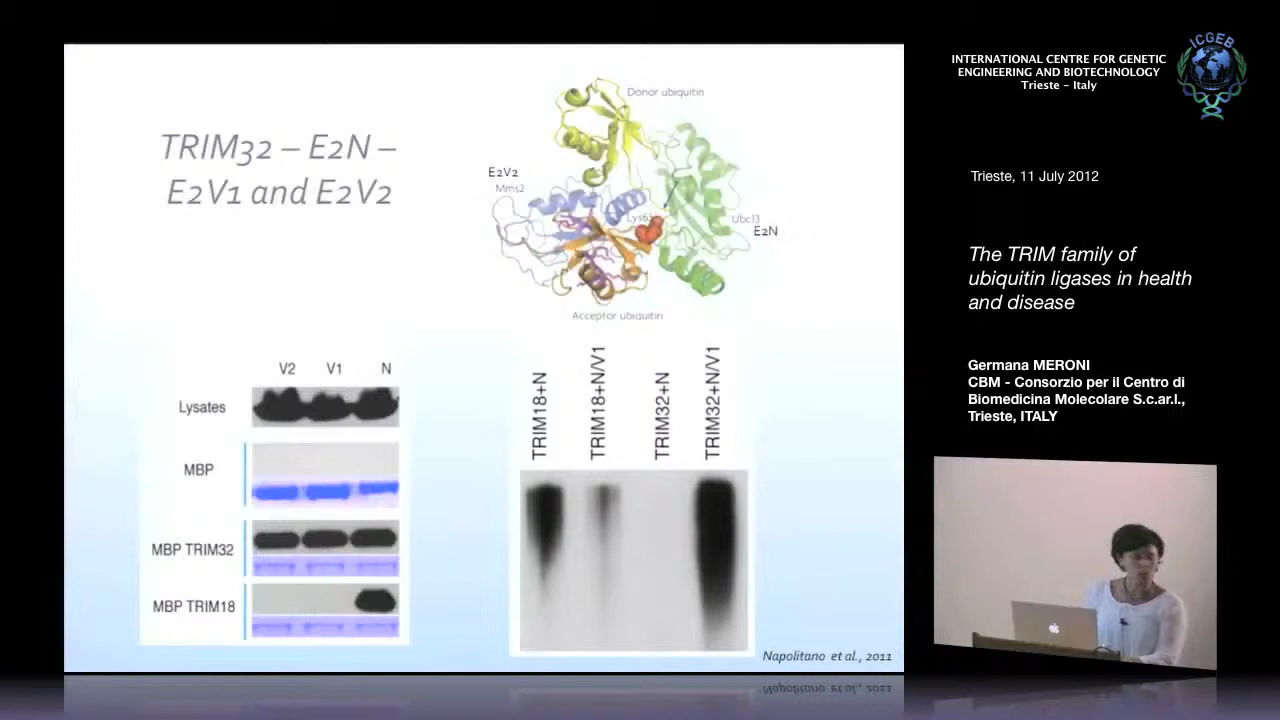 TRIM32 – E2N –
E2V1 and E2V2
Donor ubiquitin
E2V2
Mms2
Lys63
Ubc13
E2N
Acceptor ubiquitin
V2 V1 N
Lysates
MBP
MBP TRIM32
MBP TRIM18
TRIM18+N
TRIM18+N/V1
TRIM32+N
TRIM32+N/V1
Napolitano et al., 2011
ICGEB
INTERNATIONAL CENTRE FOR GENETIC
ENGINEERING AND BIOTECHNOLOGY
Trieste - Italy
Trieste, 11 July 2012
The TRIM family of
ubiquitin ligases in health
and disease
Germana MERONI
CBM - Consorzio per il Centro di
Biomedicina Molecolare S.c.ar.l.,
Trieste, ITALY